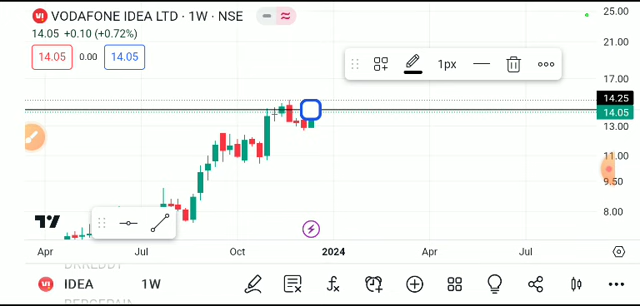 VODAFONE IDEA LTD · 1W · NSE
14.05 +0.10 (+0.72%)
14.05 0.00 14.05
1px
25.00
21.00
17.00
14.25
14.05
13.00
11.00
9.50
8.00
Apr Jul Oct 2024 Apr Jul
IDEA 1W